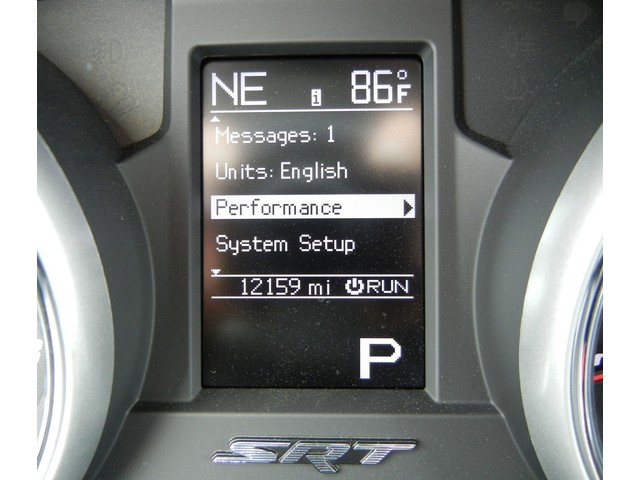 NE i 86°F
Messages: 1
Units: English
Performance
System Setup
12159 mi RUN
P
SRT